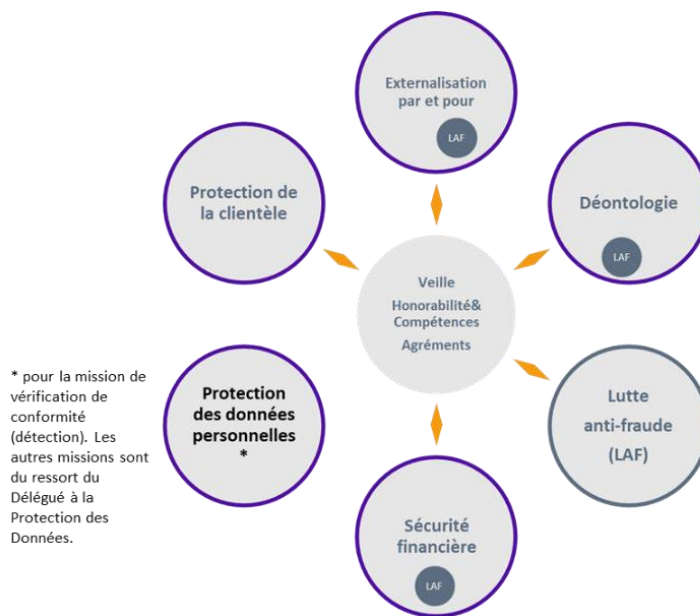 Externalisation
par et pour
LAF
Protection de
la clientèle
Déontologie
LAF
Veille
Honorabilité&
Compétences
Agréments
* pour la mission de
vérification de
conformité
(détection). Les
autres missions sont
du ressort du
Délégué à la
Protection des
Données.
Protection
des données
personnelles
*
Lutte
anti-fraude
(LAF)
Sécurité
financière
LAF